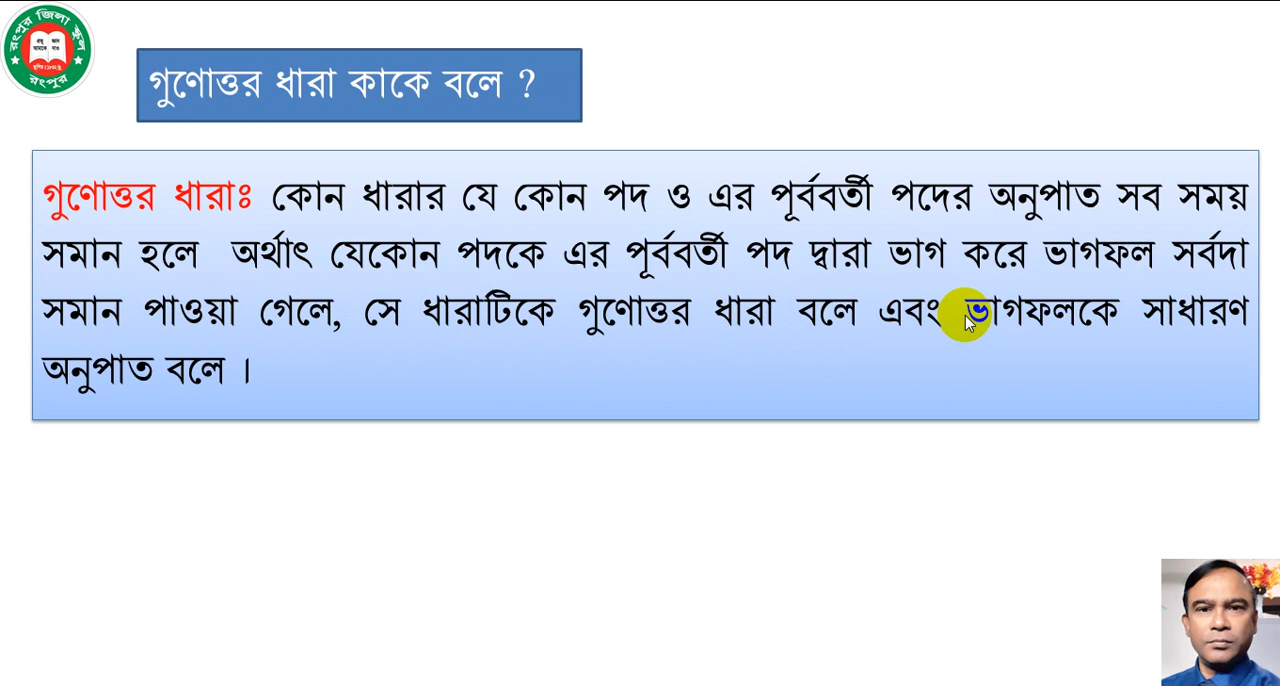 রংপুর জিলা স্কুল
রংপুর
গুণোত্তর ধারা কাকে বলে ?
গুণোত্তর ধারাঃ কোন ধারার যে কোন পদ ও এর পূর্ববর্তী পদের অনুপাত সব সময়
সমান হলে অর্থাৎ যেকোন পদকে এর পূর্ববর্তী পদ দ্বারা ভাগ করে ভাগফল সর্বদা
সমান পাওয়া গেলে, সে ধারাটিকে গুণোত্তর ধারা বলে এবং ভাগফলকে সাধারণ
অনুপাত বলে ।